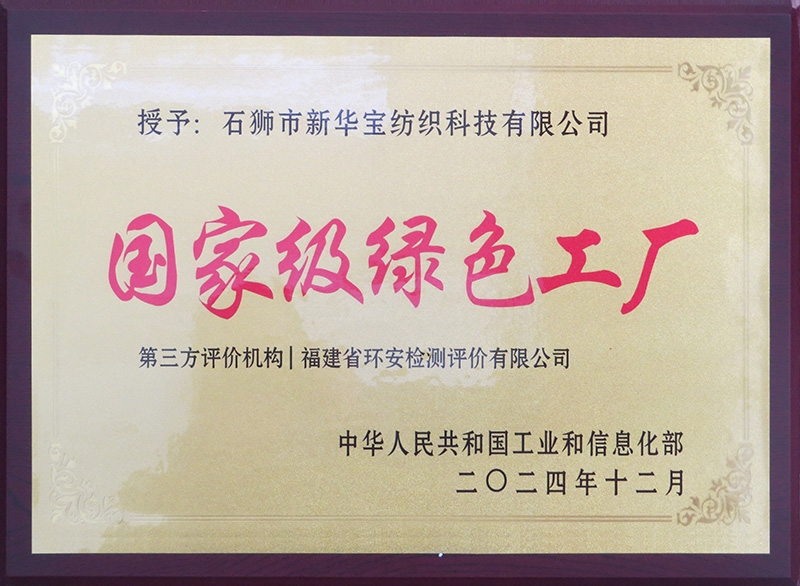 授予：石狮市新华宝纺织科技有限公司
国家级绿色工厂
第三方评价机构|福建省环安检测评价有限公司
中华人民共和国工业和信息化部
二〇二四年十二月